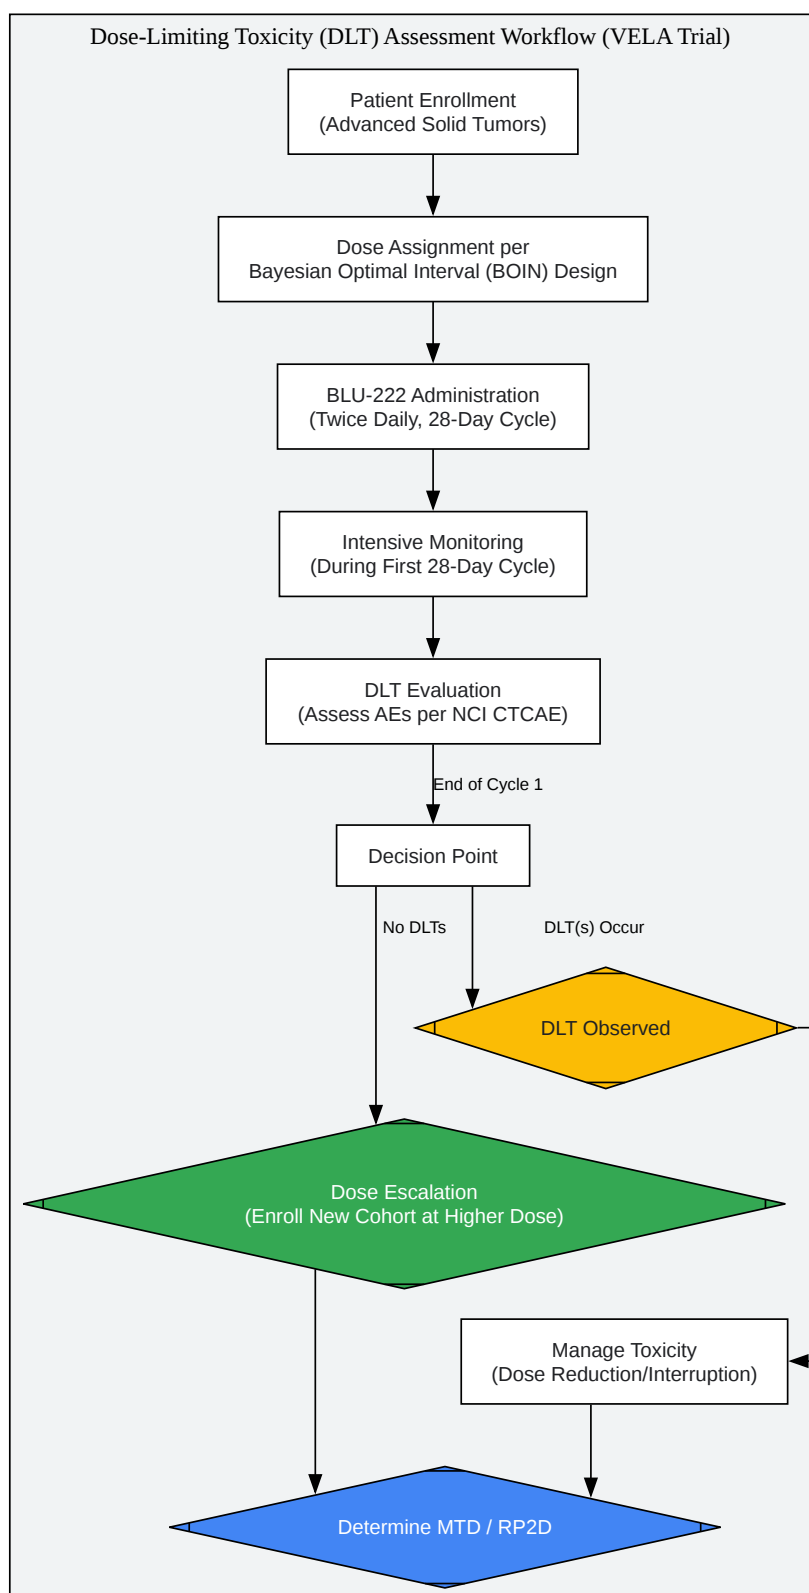 Dose-Limiting Toxicity (DLT) Assessment Workflow (VELA Trial)
Patient Enrollment
(Advanced Solid Tumors)
Dose Assignment per
Bayesian Optimal Interval (BOIN) Design
BLU-222 Administration
(Twice Daily, 28-Day Cycle)
Intensive Monitoring
(During First 28-Day Cycle)
DLT Evaluation
(Assess AEs per NCI CTCAE)
End of Cycle 1
Decision Point
No DLTs
DLT(s) Occur
DLT Observed
Dose Escalation
(Enroll New Cohort at Higher Dose)
Manage Toxicity
(Dose Reduction/Interruption)
Determine MTD / RP2D